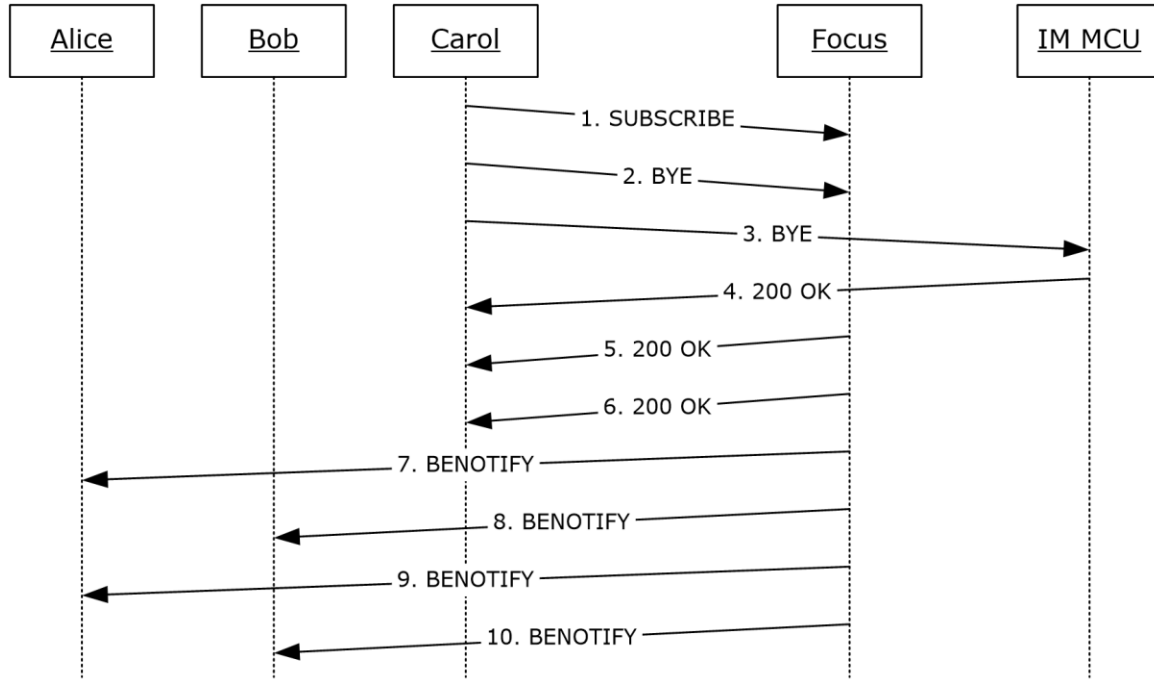 Alice
Bob
Carol
Focus
IM MCU
1. SUBSCRIBE
2. BYE
3. BYE
4. 200 OK
5. 200 OK
6. 200 OK
7. BENOTIFY
8. BENOTIFY
9. BENOTIFY
10. BENOTIFY